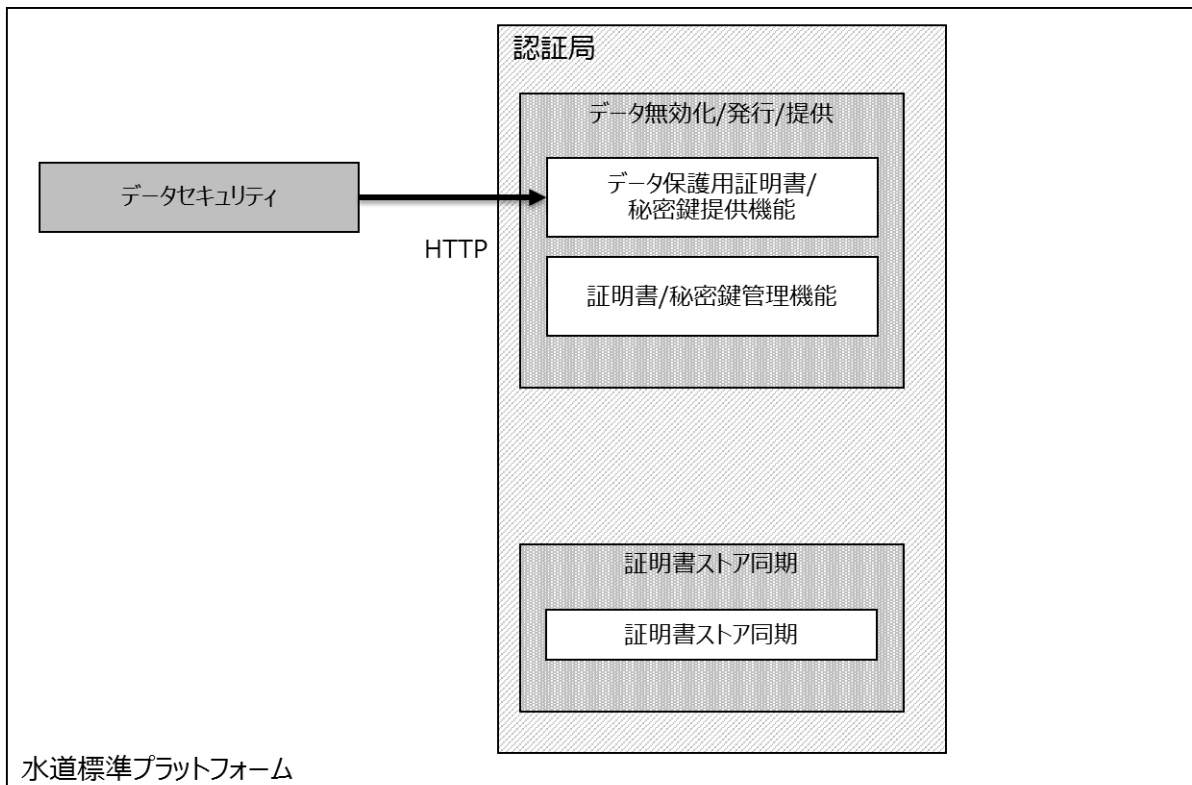 認証局
データ無効化/発行/提供
データセキュリティ
データ保護用証明書/
秘密鍵提供機能
HTTP
証明書/秘密鍵管理機能
証明書ストア同期
証明書ストア同期
水道標準プラットフォーム